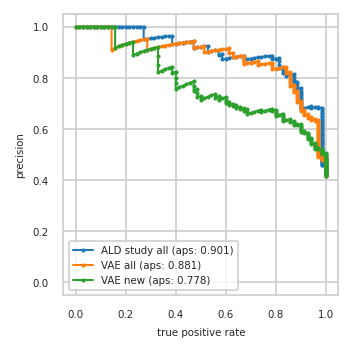 1.0
0.8
0.6
0.4
0.2
0.0
precision
ALD study all (aps: 0.901)
VAE all (aps: 0.881)
VAE new (aps: 0.778)
0.0 0.2 0.4 0.6 0.8 1.0
true positive rate